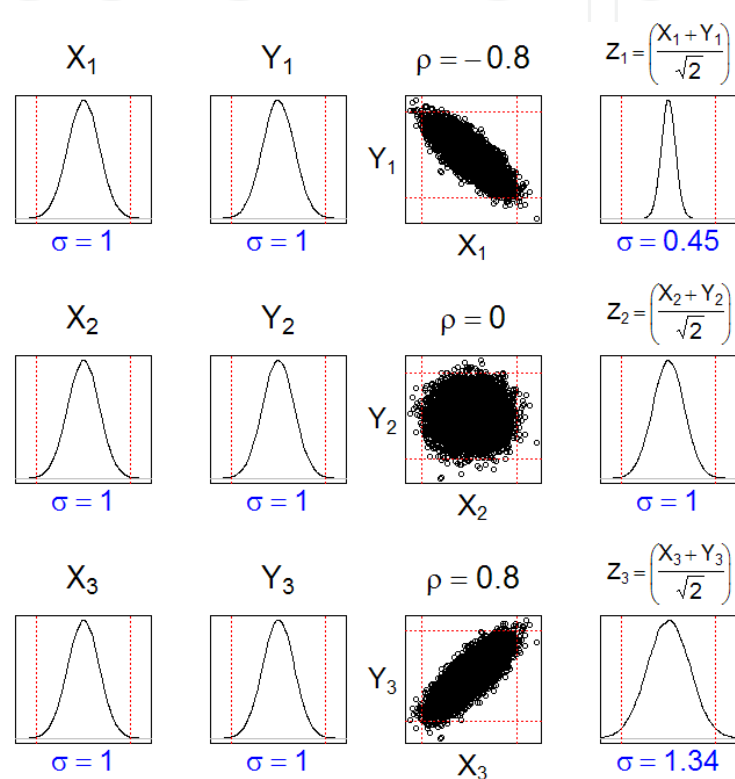 X₁ Y₁ ρ = − 0.8 Z₁ = (X₁ + Y₁ / √2)
Y₁
X₁
σ = 1 σ = 1 σ = 0.45
X₂ Y₂ ρ = 0 Z₂ = (X₂ + Y₂ / √2)
Y₂
X₂
σ = 1 σ = 1 σ = 1
X₃ Y₃ ρ = 0.8 Z₃ = (X₃ + Y₃ / √2)
Y₃
X₃
σ = 1 σ = 1 σ = 1.34